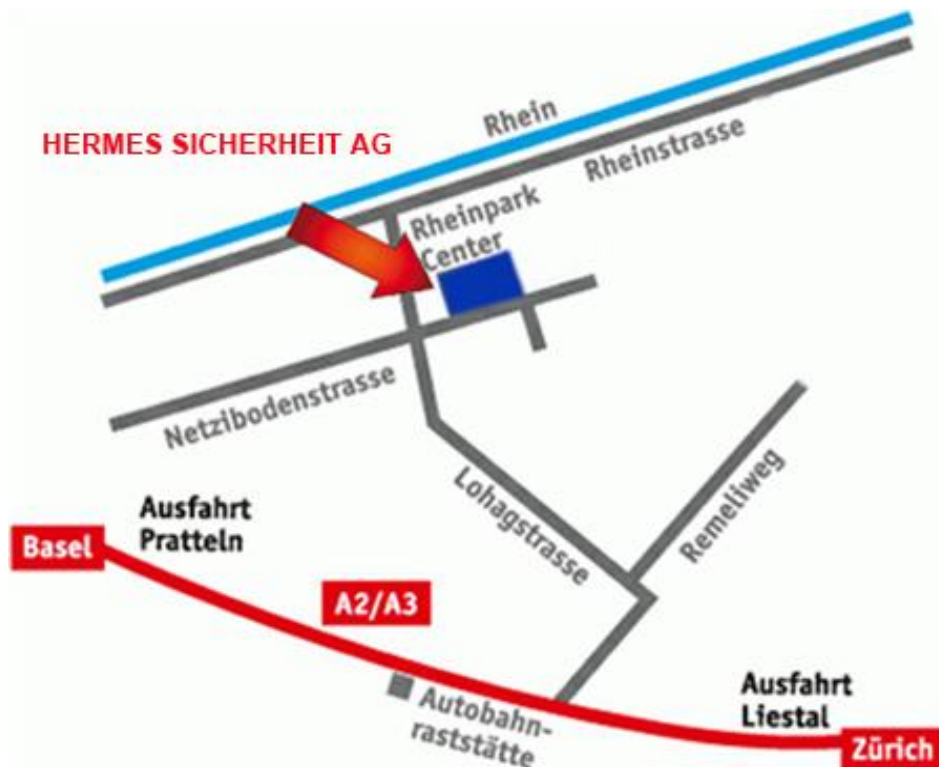 Rhein
HERMES SICHERHEIT AG
Rheinstrasse
Rheinpark
Center
Netzibodenstrasse
Lohagstrasse
Remeliweg
Ausfahrt
Pratteln
Basel
A2/A3
Autobahn-
raststätte
Ausfahrt
Liestal
Zürich